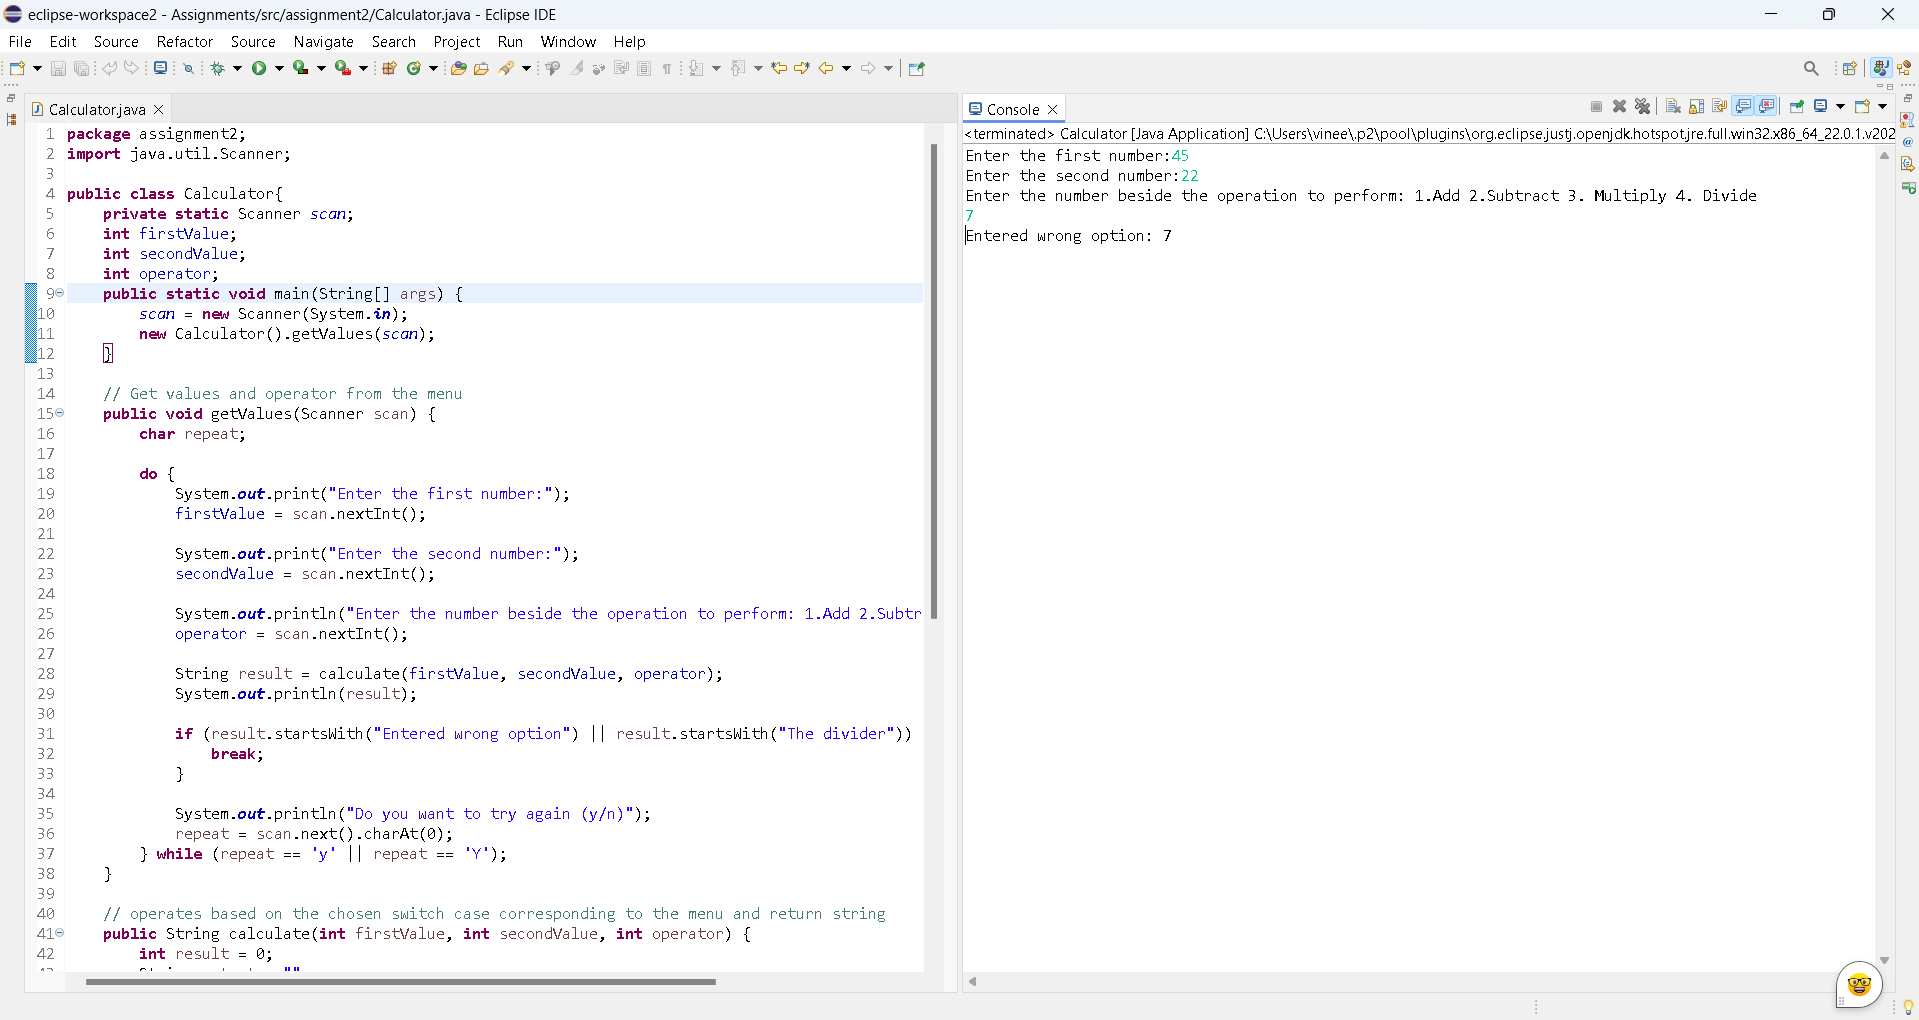 eclipse-workspace2 - Assignments/src/assignment2/Calculator.java - Eclipse IDE
File Edit Source Refactor Source Navigate Search Project Run Window Help
Calculator.java
1 package assignment2;
2 import java.util.Scanner;
3
4 public class Calculator{
5     private static Scanner scan;
6     int firstValue;
7     int secondValue;
8     int operator;
9     public static void main(String[] args) {
10         scan = new Scanner(System.in);
11         new Calculator().getValues(scan);
12     }
13
14     // Get values and operator from the menu
15     public void getValues(Scanner scan) {
16         char repeat;
17
18         do {
19             System.out.print("Enter the first number:");
20             firstValue = scan.nextInt();
21
22             System.out.print("Enter the second number:");
23             secondValue = scan.nextInt();
24
25             System.out.println("Enter the number beside the operation to perform: 1.Add 2.Subtr
26             operator = scan.nextInt();
27
28             String result = calculate(firstValue, secondValue, operator);
29             System.out.println(result);
30
31             if (result.startsWith("Entered wrong option") || result.startsWith("The divider"))
32                 break;
33             }
34
35             System.out.println("Do you want to try again (y/n)");
36             repeat = scan.next().charAt(0);
37         } while (repeat == 'y' || repeat == 'Y');
38     }
39
40     // operates based on the chosen switch case corresponding to the menu and return string
41     public String calculate(int firstValue, int secondValue, int operator) {
42         int result = 0;
Console
<terminated> Calculator [Java Application] C:\Users\vinee\.p2\pool\plugins\org.eclipse.justj.openjdk.hotspot.jre.full.win32.x86_64_22.0.1.v202
Enter the first number:45
Enter the second number:22
Enter the number beside the operation to perform: 1.Add 2.Subtract 3. Multiply 4. Divide
7
Entered wrong option: 7